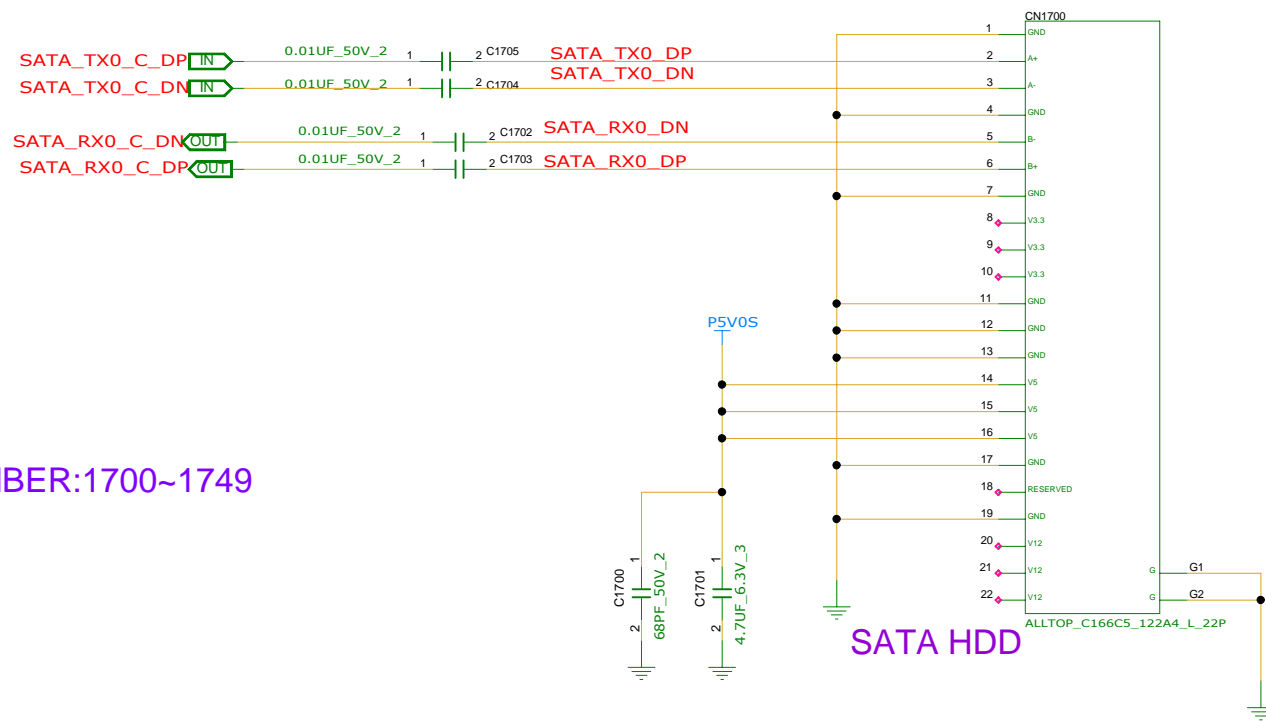 CN1700
1 GND
SATA_TX0_C_DP IN 0.01UF_50V_2 1 2 C1705 SATA_TX0_DP 2 A+
SATA_TX0_C_DN IN 0.01UF_50V_2 1 2 C1704 SATA_TX0_DN 3 A-
4 GND
SATA_RX0_C_DN OUT 0.01UF_50V_2 1 2 C1702 SATA_RX0_DN 5 B-
SATA_RX0_C_DP OUT 0.01UF_50V_2 1 2 C1703 SATA_RX0_DP 6 B+
7 GND
8 V3.3
9 V3.3
10 V3.3
11 GND
P5V0S
12 GND
13 GND
14 V5
15 V5
16 V5
17 GND
BER:1700~1749
18 RESERVED
19 GND
20 V12
21 V12 G G1
22 V12 G G2
C1700 1 2 68PF_50V_2
C1701 1 2 4.7UF_6.3V_3
ALLTOP_C166C5_122A4_L_22P
SATA HDD